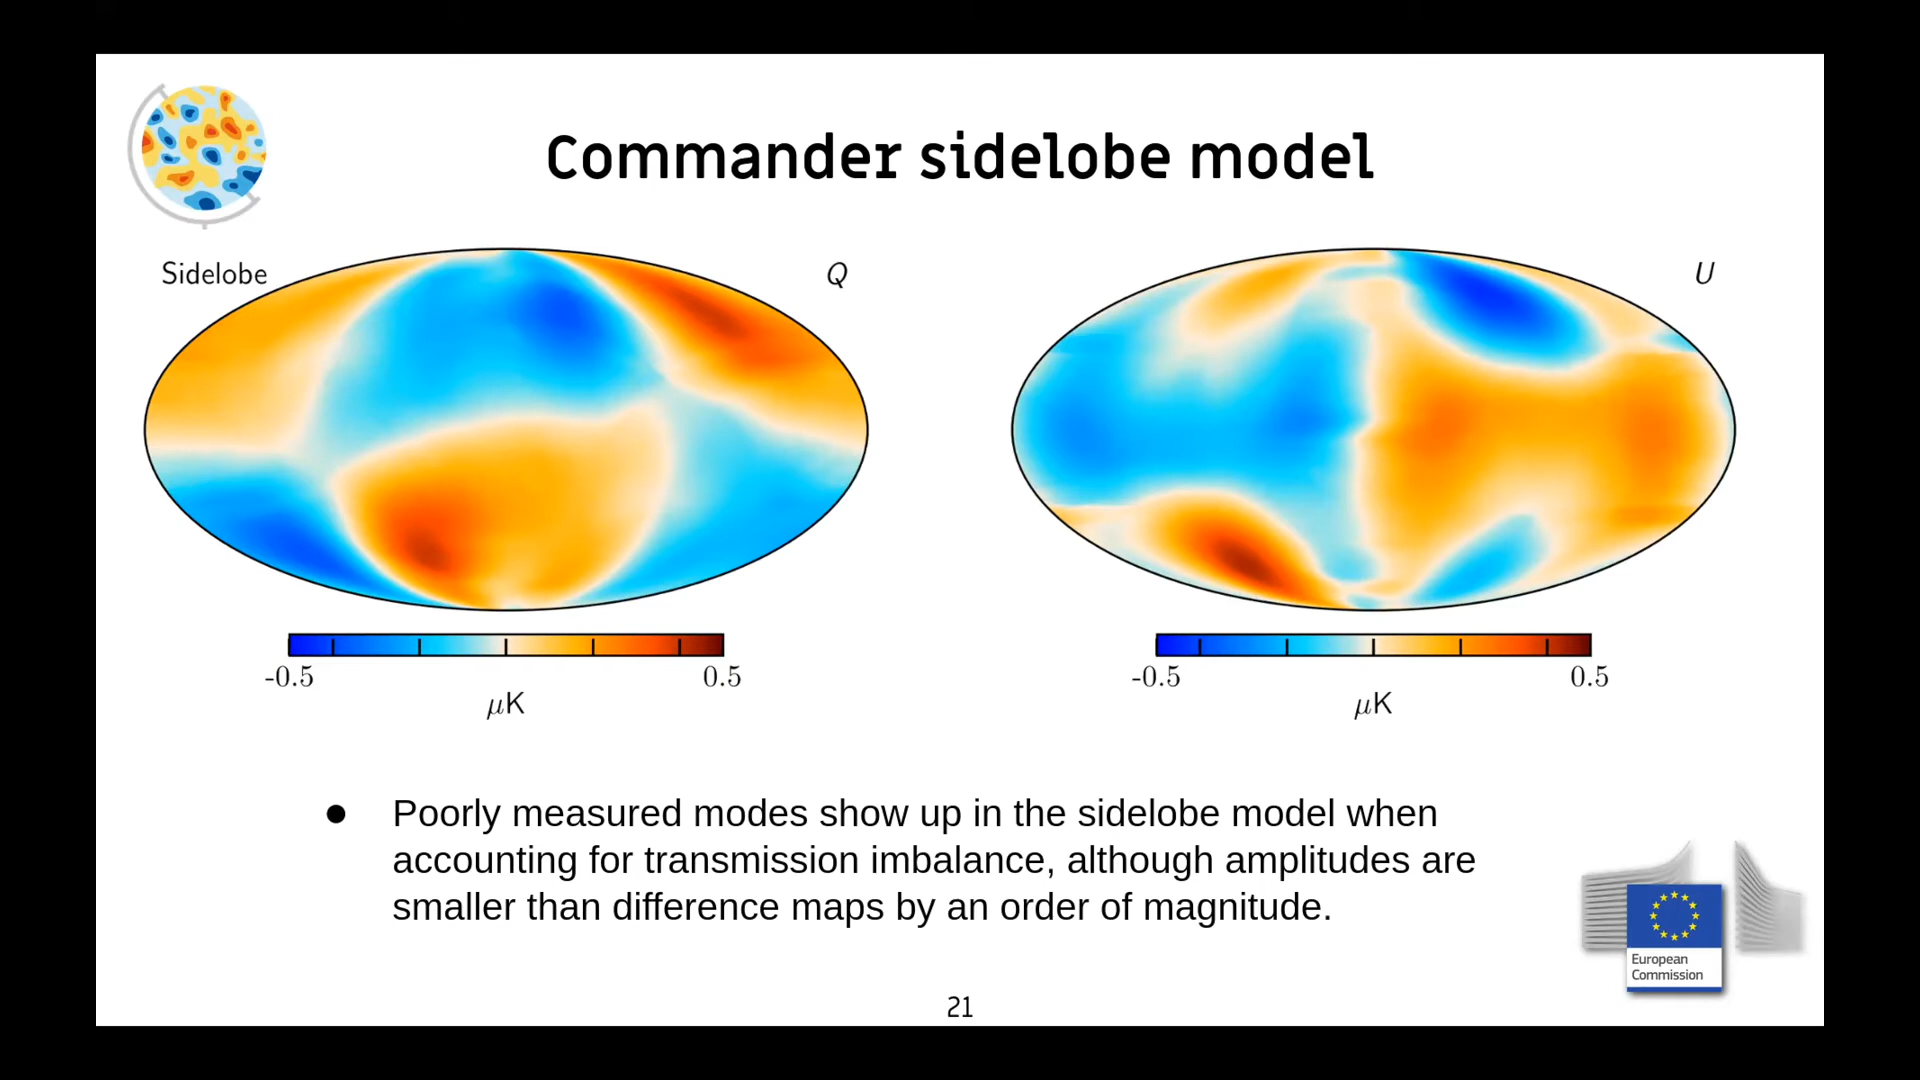 Commander sidelobe model
Sidelobe
Q
U
-0.5
0.5
μK
-0.5
0.5
μK
● Poorly measured modes show up in the sidelobe model when
accounting for transmission imbalance, although amplitudes are
smaller than difference maps by an order of magnitude.
European
Commission
21